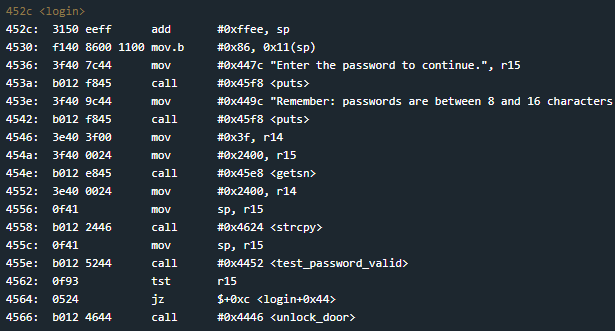 452c <login>
452c:  3150 eeff      add      #0xffee, sp
4530:  f140 8600 1100 mov.b    #0x86, 0x11(sp)
4536:  3f40 7c44      mov      #0x447c "Enter the password to continue.", r15
453a:  b012 f845      call     #0x45f8 <puts>
453e:  3f40 9c44      mov      #0x449c "Remember: passwords are between 8 and 16 characters
4542:  b012 f845      call     #0x45f8 <puts>
4546:  3e40 3f00      mov      #0x3f, r14
454a:  3f40 0024      mov      #0x2400, r15
454e:  b012 e845      call     #0x45e8 <getsn>
4552:  3e40 0024      mov      #0x2400, r14
4556:  0f41           mov      sp, r15
4558:  b012 2446      call     #0x4624 <strcpy>
455c:  0f41           mov      sp, r15
455e:  b012 5244      call     #0x4452 <test_password_valid>
4562:  0f93           tst      r15
4564:  0524           jz       $+0xc <login+0x44>
4566:  b012 4644      call     #0x4446 <unlock_door>